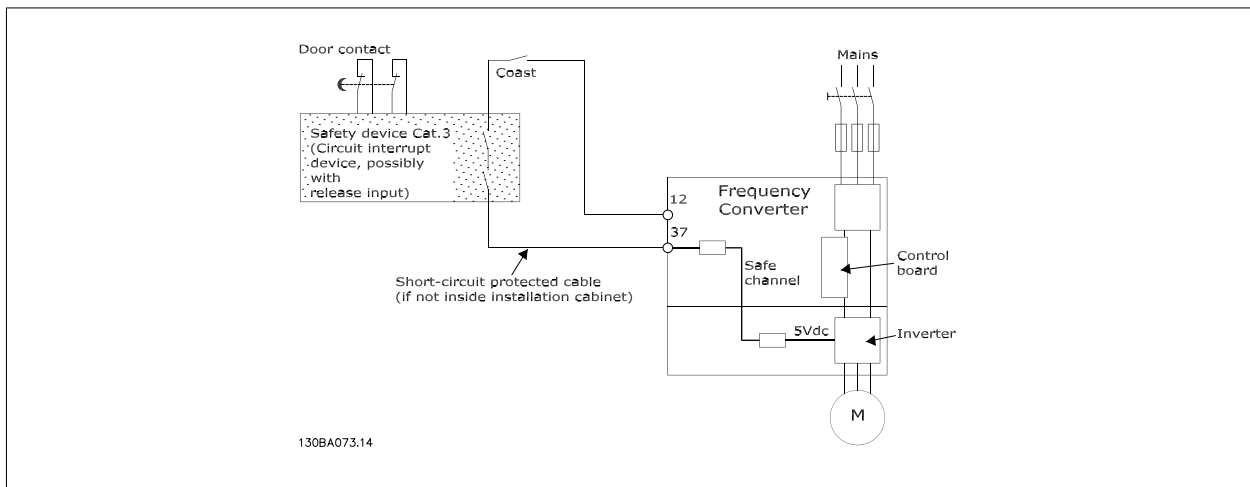 Door contact
Coast
Mains
Safety device Cat.3
(Circuit interrupt
device, possibly
with
release input)
12
Frequency
Converter
37
Short-circuit protected cable
(if not inside installation cabinet)
Safe
channel
Control
board
5Vdc
Inverter
M
130BA073.14